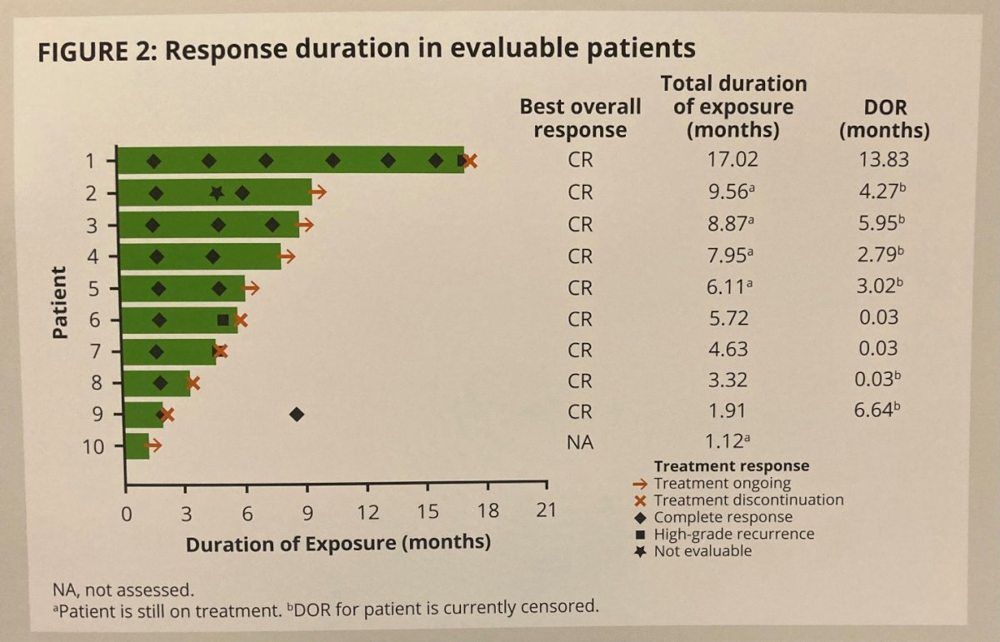 FIGURE 2: Response duration in evaluable patients
Best overall response
Total duration of exposure (months)
DOR (months)
Patient
1 CR 17.02 13.83
2 CR 9.56ᵃ 4.27ᵇ
3 CR 8.87ᵃ 5.95ᵇ
4 CR 7.95ᵃ 2.79ᵇ
5 CR 6.11ᵃ 3.02ᵇ
6 CR 5.72 0.03
7 CR 4.63 0.03
8 CR 3.32 0.03ᵇ
9 CR 1.91 6.64ᵇ
10 NA 1.12ᵃ
0 3 6 9 12 15 18 21
Duration of Exposure (months)
Treatment response
Treatment ongoing
Treatment discontinuation
Complete response
High-grade recurrence
Not evaluable
NA, not assessed.
ᵃPatient is still on treatment. ᵇDOR for patient is currently censored.